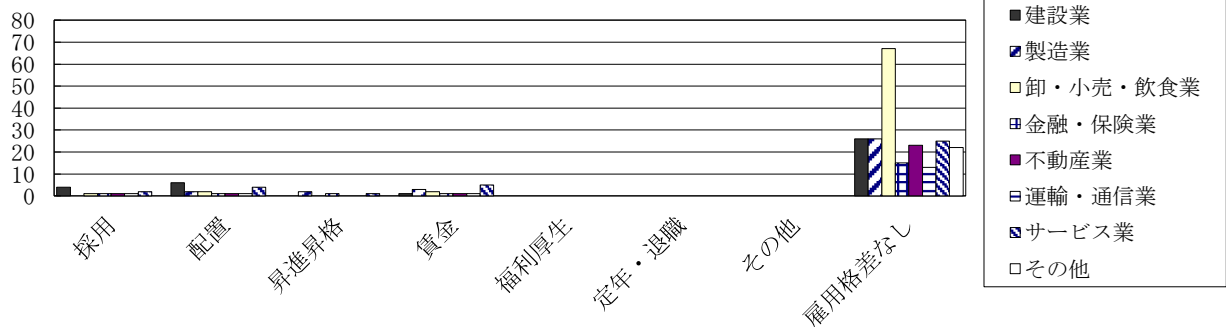 80
70
60
50
40
30
20
10
0
採用
配置
昇進昇格
賃金
福利厚生
定年・退職
その他
雇用格差なし
建設業
製造業
卸・小売・飲食業
金融・保険業
不動産業
運輸・通信業
サービス業
その他